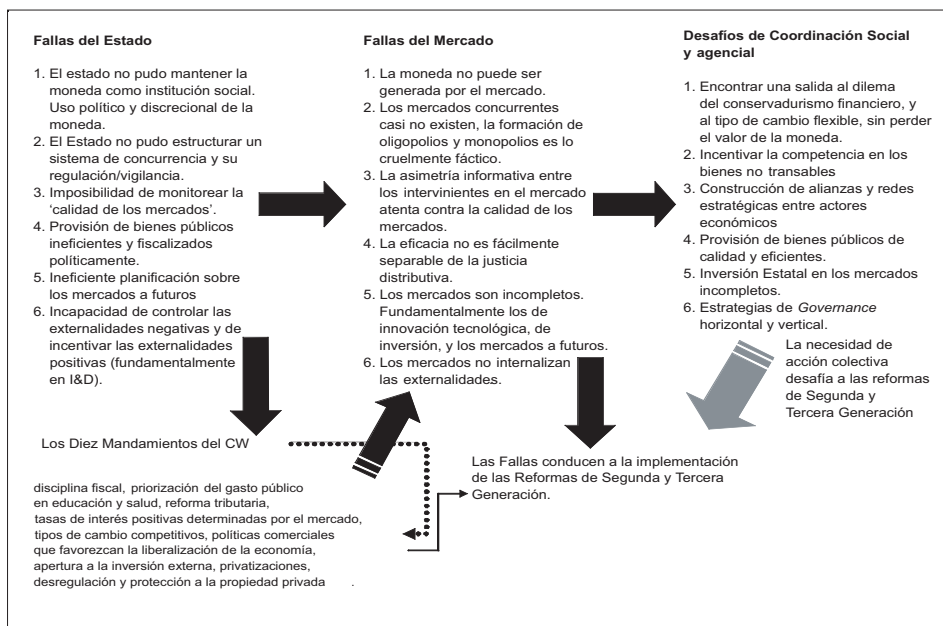 Fallas del Estado
1. El estado no pudo mantener la
moneda como institución social.
Uso político y discrecional de la
moneda.
2. El Estado no pudo estructurar un
sistema de concurrencia y su
regulación/vigilancia.
3. Imposibilidad de monitorear la
'calidad de los mercados'.
4. Provisión de bienes públicos
ineficientes y fiscalizados
políticamente.
5. Ineficiente planificación sobre
los mercados a futuros
6. Incapacidad de controlar las
externalidades negativas y de
incentivar las externalidades
positivas (fundamentalmente
en I&D).
Fallas del Mercado
1. La moneda no puede ser
generada por el mercado.
2. Los mercados concurrentes
casi no existen, la formación de
oligopolios y monopolios es lo
cruelmente fáctico.
3. La asimetría informativa entre
los intervinientes en el mercado
atenta contra la calidad de los
mercados.
4. La eficacia no es fácilmente
separable de la justicia
distributiva.
5. Los mercados son incompletos.
Fundamentalmente los de
innovación tecnológica, de
inversión, y los mercados a futuros.
6. Los mercados no internalizan
las externalidades.
Desafíos de Coordinación Social
y agencial
1. Encontrar una salida al dilema
del conservadurismo financiero, y
al tipo de cambio flexible, sin perder
el valor de la moneda.
2. Incentivar la competencia en los
bienes no transables
3. Construcción de alianzas y redes
estratégicas entre actores
económicos
4. Provisión de bienes públicos de
calidad y eficientes.
5. Inversión Estatal en los mercados
incompletos.
6. Estrategias de Governance
horizontal y vertical.
La necesidad de
acción colectiva
desafía a las reformas
de Segunda y
Tercera Generación
Los Diez Mandamientos del CW
disciplina fiscal, priorización del gasto público
en educación y salud, reforma tributaria,
tasas de interés positivas determinadas por el mercado,
tipos de cambio competitivos, políticas comerciales
que favorezcan la liberalización de la economía,
apertura a la inversión externa, privatizaciones,
desregulación y protección a la propiedad privada .
Las Fallas conducen a la implementación
de las Reformas de Segunda y Tercera
Generación.